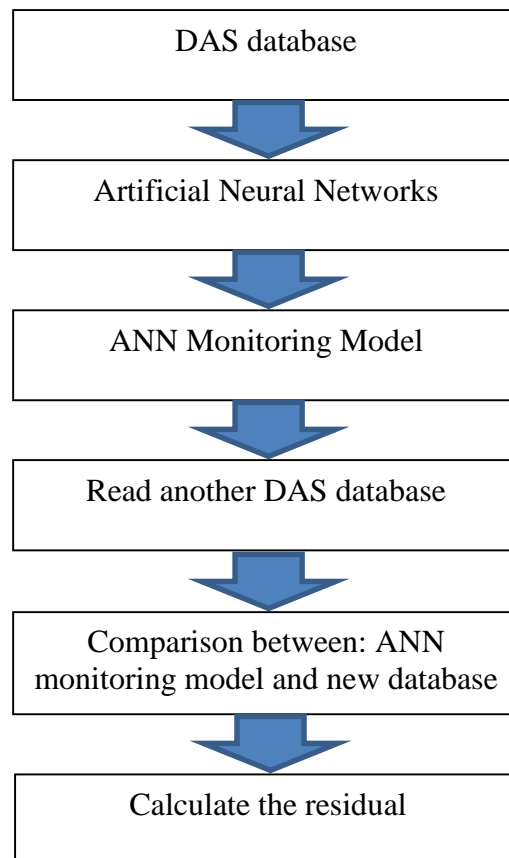 DAS database
Artificial Neural Networks
ANN Monitoring Model
Read another DAS database
Comparison between: ANN
monitoring model and new database
Calculate the residual